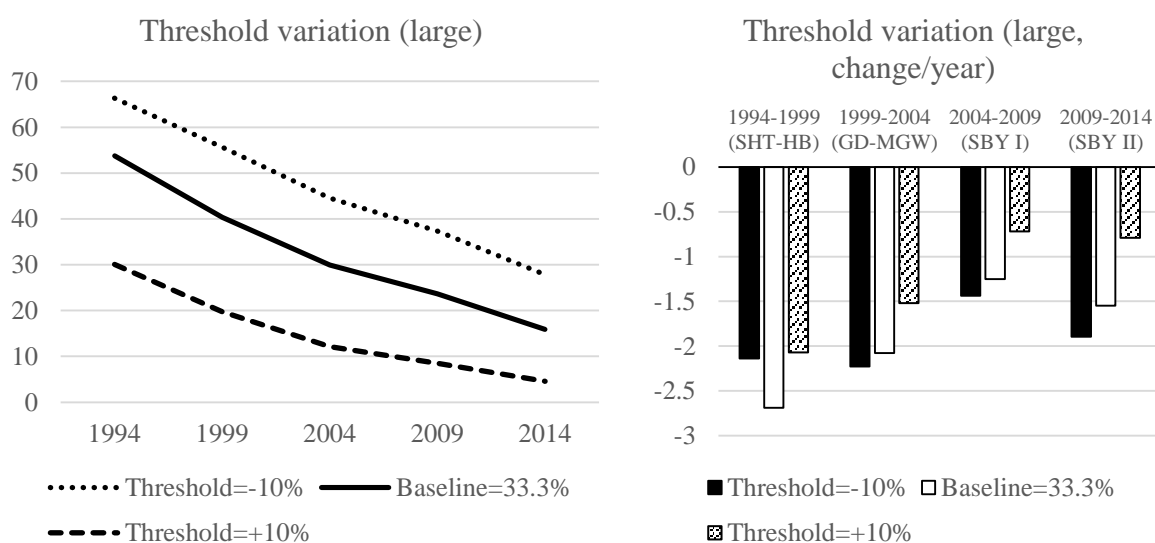 Threshold variation (large)
70
60
50
40
30
20
10
0
1994 1999 2004 2009 2014
Threshold=-10% Baseline=33.3%
Threshold=+10%
Threshold variation (large,
change/year)
1994-1999 1999-2004 2004-2009 2009-2014
(SHT-HB) (GD-MGW) (SBY I) (SBY II)
0
-0.5
-1
-1.5
-2
-2.5
-3
Threshold=-10% Baseline=33.3%
Threshold=+10%